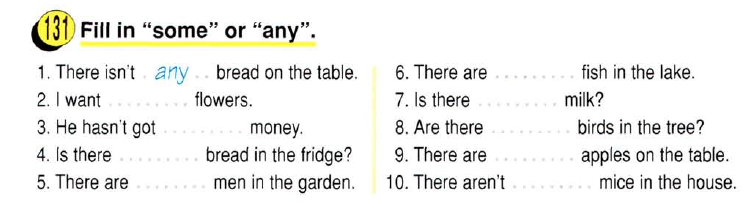 131 Fill in “some” or “any”.
1. There isn't . any . . bread on the table.
2. I want . . . . . . . . . flowers.
3. He hasn't got . . . . . . . . . money.
4. Is there . . . . . . . . . bread in the fridge?
5. There are . . . . . . . . men in the garden.
6. There are . . . . . . . . . fish in the lake.
7. Is there . . . . . . . . . milk?
8. Are there . . . . . . . . . birds in the tree?
9. There are . . . . . . . . . apples on the table.
10. There aren't . . . . . . . . . mice in the house.